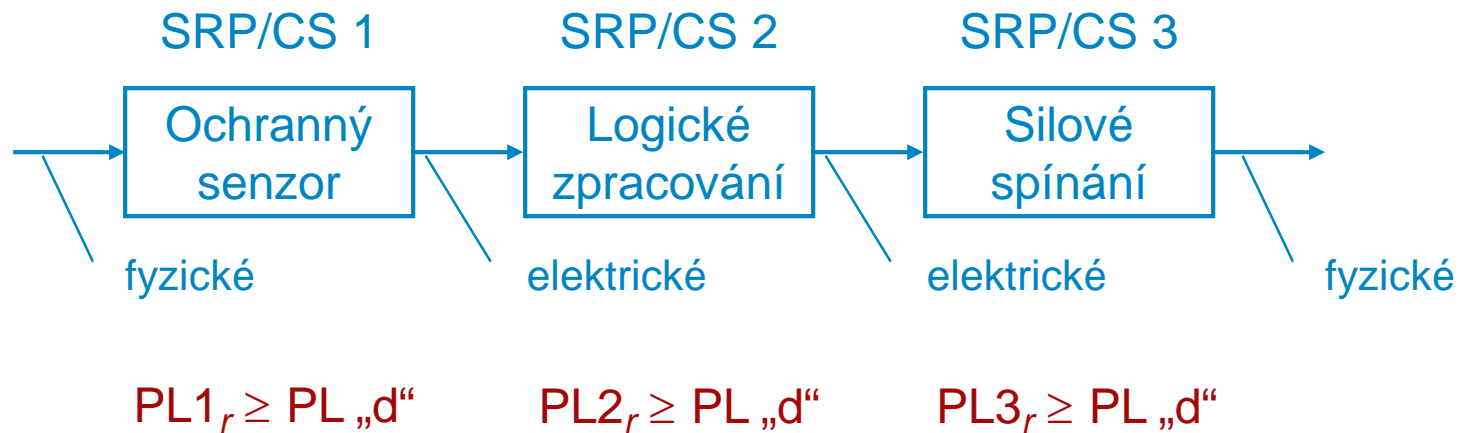 SRP/CS 1
SRP/CS 2
SRP/CS 3
Ochranný
senzor
Logické
zpracování
Silové
spínání
fyzické
elektrické
elektrické
fyzické
PL1r ≥ PL „d“
PL2r ≥ PL „d“
PL3r ≥ PL „d“